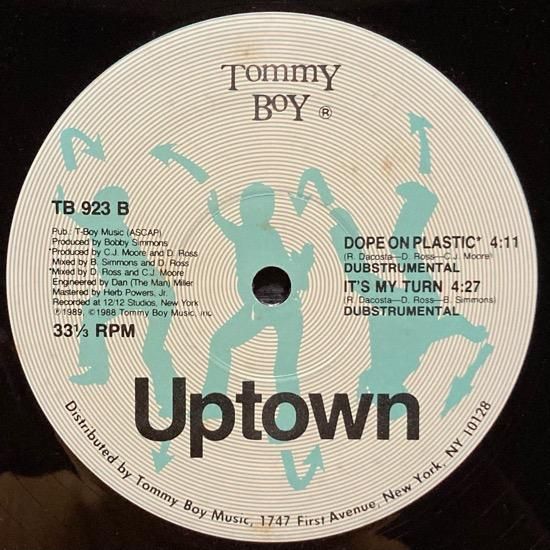 Tommy
Boy ®
TB 923 B
Pub.: T-Boy Music (ASCAP)
Produced by Bobby Simmons
*Produced by C.J. Moore and D. Ross
Mixed by B. Simmons and D. Ross
*Mixed by D. Ross and C.J. Moore
Engineered by Dan (The Man) Miller
Mastered by Herb Powers, Jr.
Recorded at 12/12 Studios, New York
℗1989, ©1988 Tommy Boy Music, Inc.
33⅓ RPM
DOPE ON PLASTIC* 4:11
(R. Dacosta—D. Ross—C.J. Moore)
DUBSTRUMENTAL
IT'S MY TURN 4:27
(R. Dacosta—D. Ross—B. Simmons)
DUBSTRUMENTAL
Uptown
Distributed by Tommy Boy Music, 1747 First Avenue, New York, NY 10128